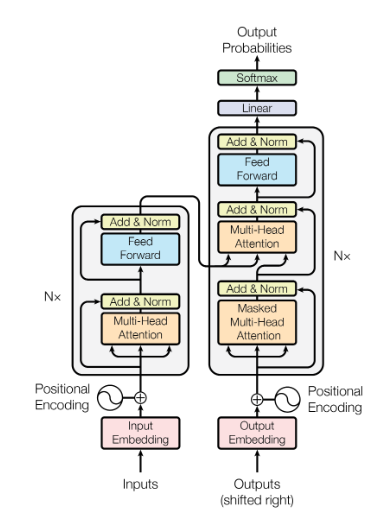 Output
Probabilities
Softmax
Linear
Add & Norm
Feed
Forward
Add & Norm
Multi-Head
Attention
Add & Norm
Masked
Multi-Head
Attention
N×
Add & Norm
Feed
Forward
N×
Add & Norm
Multi-Head
Attention
Positional
Encoding
Positional
Encoding
Input
Embedding
Output
Embedding
Inputs
Outputs
(shifted right)